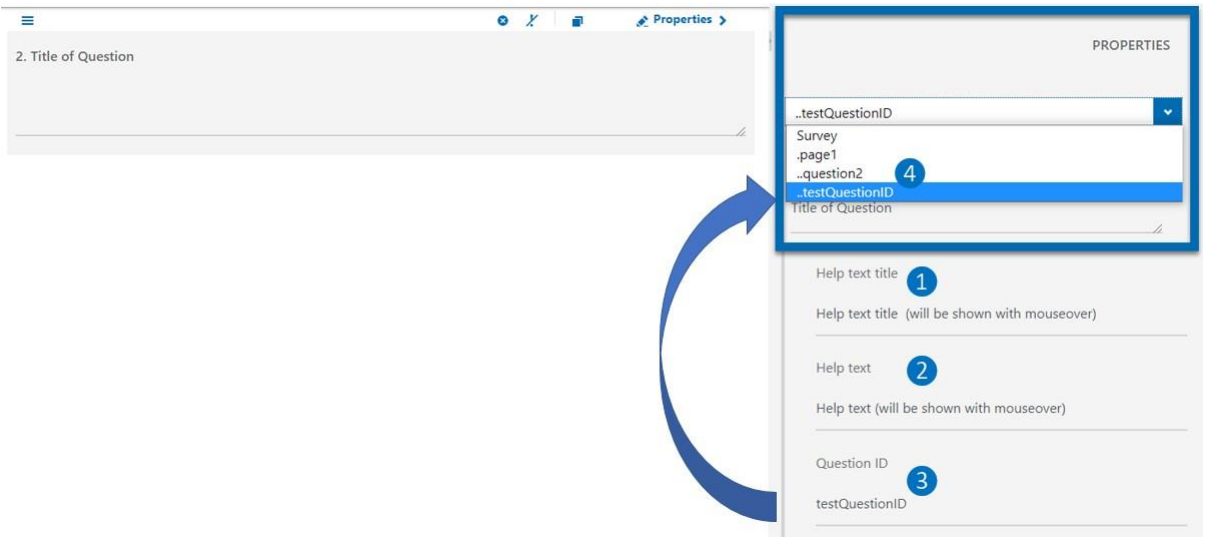 Properties
2. Title of Question
PROPERTIES
..testQuestionID
Survey
.page1
..question2
4
..testQuestionID
Title of Question
Help text title
1
Help text title (will be shown with mouseover)
Help text
2
Help text (will be shown with mouseover)
Question ID
3
testQuestionID